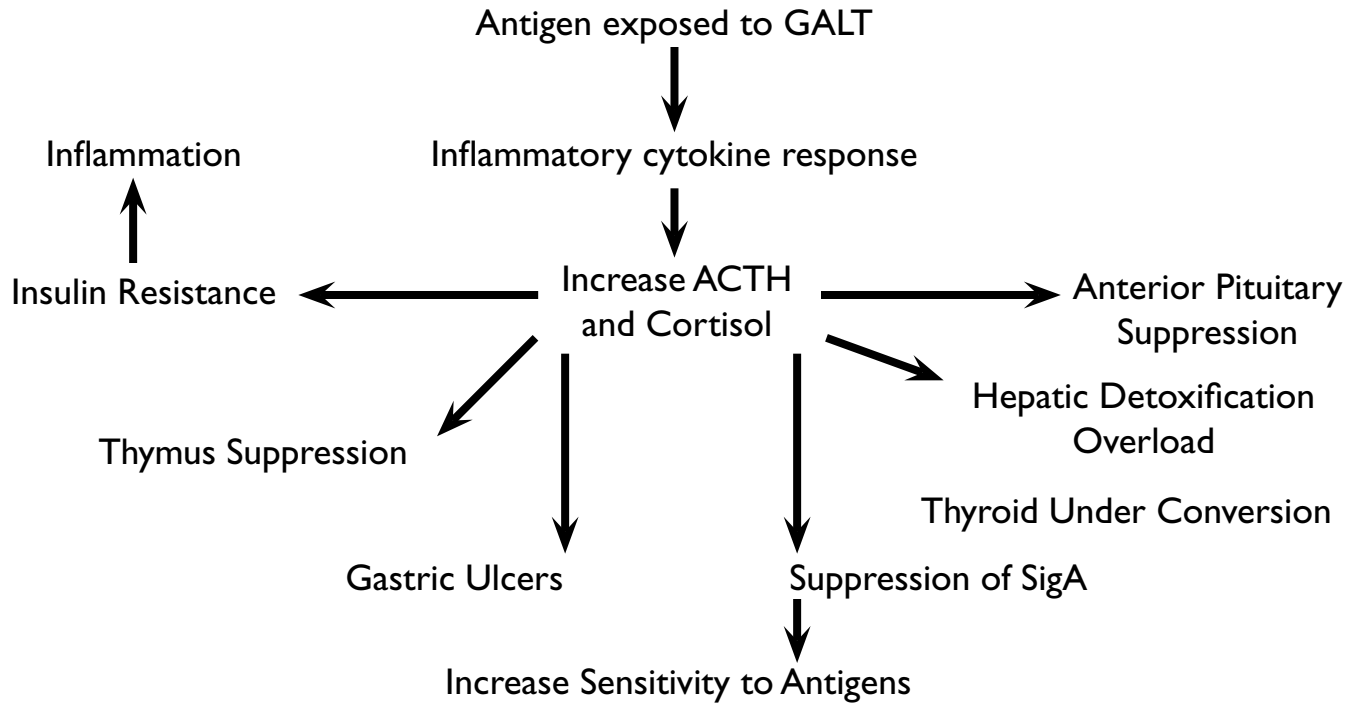 Antigen exposed to GALT
Inflammation
Inflammatory cytokine response
Insulin Resistance
Increase ACTH
and Cortisol
Anterior Pituitary
Suppression
Hepatic Detoxification
Overload
Thymus Suppression
Thyroid Under Conversion
Gastric Ulcers
Suppression of SigA
Increase Sensitivity to Antigens